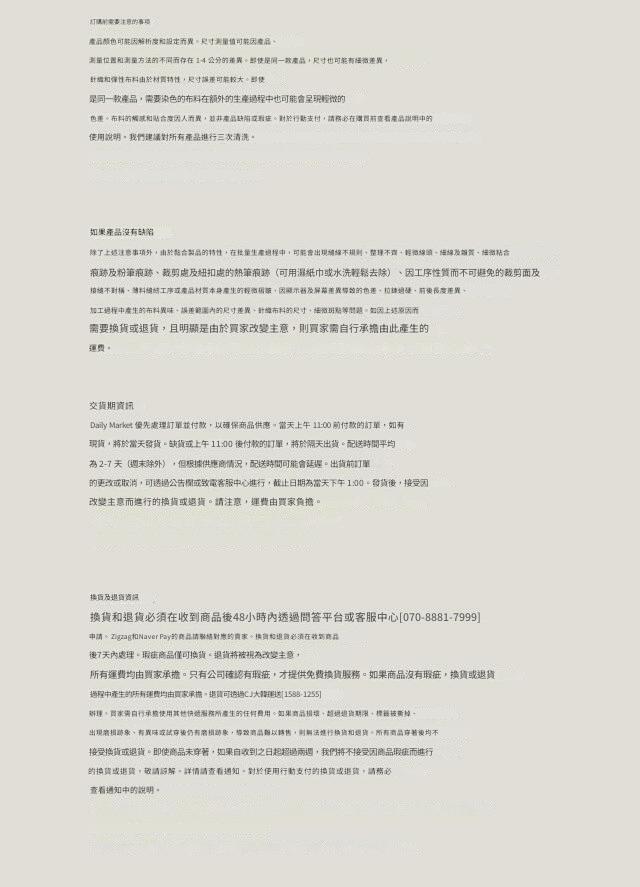 訂購前需要注意的事項
產品顏色可能因解析度和設定而異。尺寸測量值可能因產品、
測量位置和測量方法的不同而存在 1-4 公分的差異。即使是同一款產品，尺寸也可能有細微差異，
針織和彈性布料由於材質特性，尺寸誤差可能較大。即使
是同一款產品，需要染色的布料在額外的生產過程中也可能會呈現輕微的
色差。布料的觸感和貼合度因人而異，並非產品缺陷或瑕疵。對於行動支付，請務必在購買前查看產品說明中的
使用說明。我們建議對所有產品進行三次清洗。
如果產品沒有缺陷
除了上述注意事項外，由於黏合製品的特性，在批量生產過程中，可能會出現縫線不規則、整理不齊、輕微線頭、細線及雜質、細微粘合
痕跡及粉筆痕跡、裁剪處及紐扣處的熱筆痕跡（可用濕紙巾或水洗輕鬆去除）、因工序性質而不可避免的裁剪面及
接縫不對稱、薄料縫紉工序或產品材質本身產生的輕微褶皺、因顯示器及屏幕差異導致的色差、拉鍊過硬、前後長度差異、
加工過程中產生的布料異味、誤差範圍內的尺寸差異、針織布料的尺寸、細微斑點等問題。如因上述原因而
需要換貨或退貨，且明顯是由於買家改變主意，則買家需自行承擔由此產生的
運費。
交貨期資訊
Daily Market 優先處理訂單並付款，以確保商品供應。當天上午 11:00 前付款的訂單，如有
現貨，將於當天發貨。缺貨或上午 11:00 後付款的訂單，將於隔天出貨。配送時間平均
為 2-7 天（週末除外），但根據供應商情況，配送時間可能會延遲。出貨前訂單
的更改或取消，可透過公告欄或致電客服中心進行，截止日期為當天下午 1:00。發貨後，接受因
改變主意而進行的換貨或退貨。請注意，運費由買家負擔。
換貨及退貨資訊
換貨和退貨必須在收到商品後48小時內透過問答平台或客服中心[070-8881-7999]
申請。 Zigzag和Naver Pay的商品請聯絡對應的賣家。換貨和退貨必須在收到商品
後7天內處理。瑕疵商品僅可換貨。退貨將被視為改變主意，
所有運費均由買家承擔。只有公司確認有瑕疵，才提供免費換貨服務。如果商品沒有瑕疵，換貨或退貨
過程中產生的所有運費均由買家承擔。退貨可透過CJ大韓運送[1588-1255]
辦理。買家需自行承擔使用其他快遞服務所產生的任何費用。如果商品損壞、超過退貨期限、標籤被撕掉、
出現磨損跡象、有異味或試穿後仍有磨損跡象，導致商品難以轉售，則無法進行換貨和退貨。所有商品穿著後均不
接受換貨或退貨。即使商品未穿著，如果自收到之日起超過兩週，我們將不接受因商品瑕疵而進行
的換貨或退貨，敬請諒解。詳情請查看通知。對於使用行動支付的換貨或退貨，請務必
查看通知中的說明。